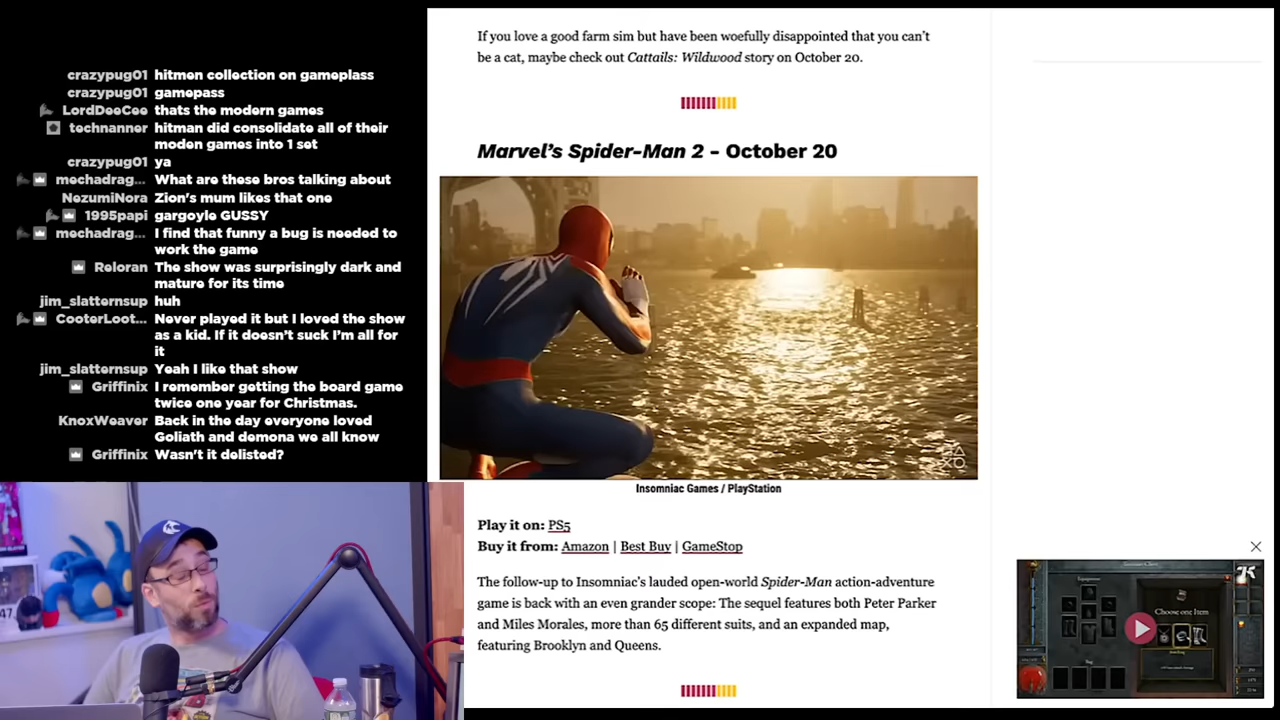 crazypug01 hitmen collection on gameplass
crazypug01 gamepass
LordDeeCee thats the modern games
technanner hitman did consolidate all of their
moden games into 1 set
crazypug01 ya
mechadrag... What are these bros talking about
NezumiNora Zion's mum likes that one
1995papi gargoyle GUSSY
mechadrag... I find that funny a bug is needed to
work the game
Reloran The show was surprisingly dark and
mature for its time
jim_slatternsup huh
CooterLoot... Never played it but I loved the show
as a kid. If it doesn't suck I'm all for
it
jim_slatternsup Yeah I like that show
Griffinix I remember getting the board game
twice one year for Christmas.
KnoxWeaver Back in the day everyone loved
Goliath and demona we all know
Griffinix Wasn't it delisted?
47
If you love a good farm sim but have been woefully disappointed that you can't
be a cat, maybe check out Cattails: Wildwood story on October 20.
Marvel's Spider-Man 2 – October 20
Insomniac Games / PlayStation
Play it on: PS5
Buy it from: Amazon | Best Buy | GameStop
The follow-up to Insomniac's lauded open-world Spider-Man action-adventure
game is back with an even grander scope: The sequel features both Peter Parker
and Miles Morales, more than 65 different suits, and an expanded map,
featuring Brooklyn and Queens.
Choose one Item